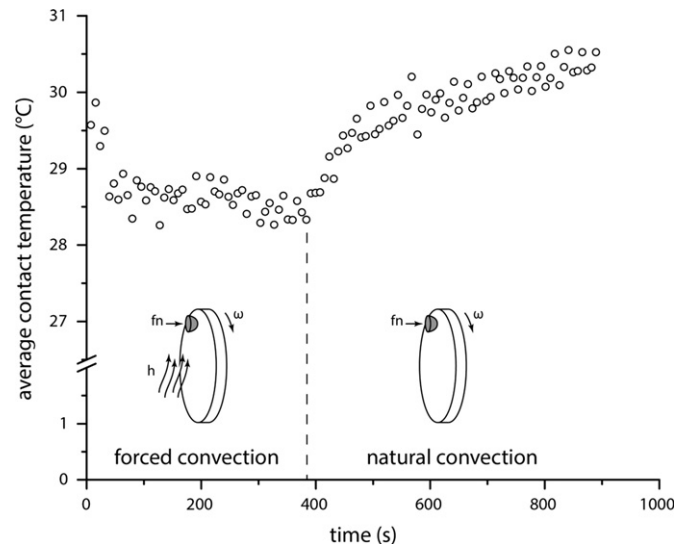 average contact temperature (°C)
31
30
29
28
27
1
0
fn
ω
h
fn
ω
forced convection
natural convection
0
200
400
600
800
1000
time (s)